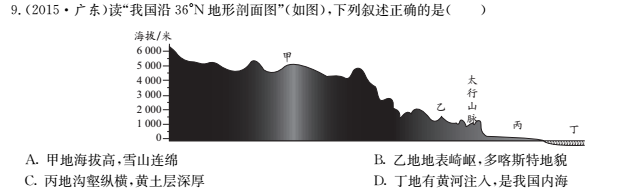 9.(2015·广东)读“我国沿36°N地形剖面图”(如图),下列叙述正确的是(　　)
海拔/米
6 000
5 000
4 000
3 000
2 000
1 000
0
甲
乙
太行山脉
丙
丁
A. 甲地海拔高,雪山连绵
B. 乙地地表崎岖,多喀斯特地貌
C. 丙地沟壑纵横,黄土层深厚
D. 丁地有黄河注入,是我国内海